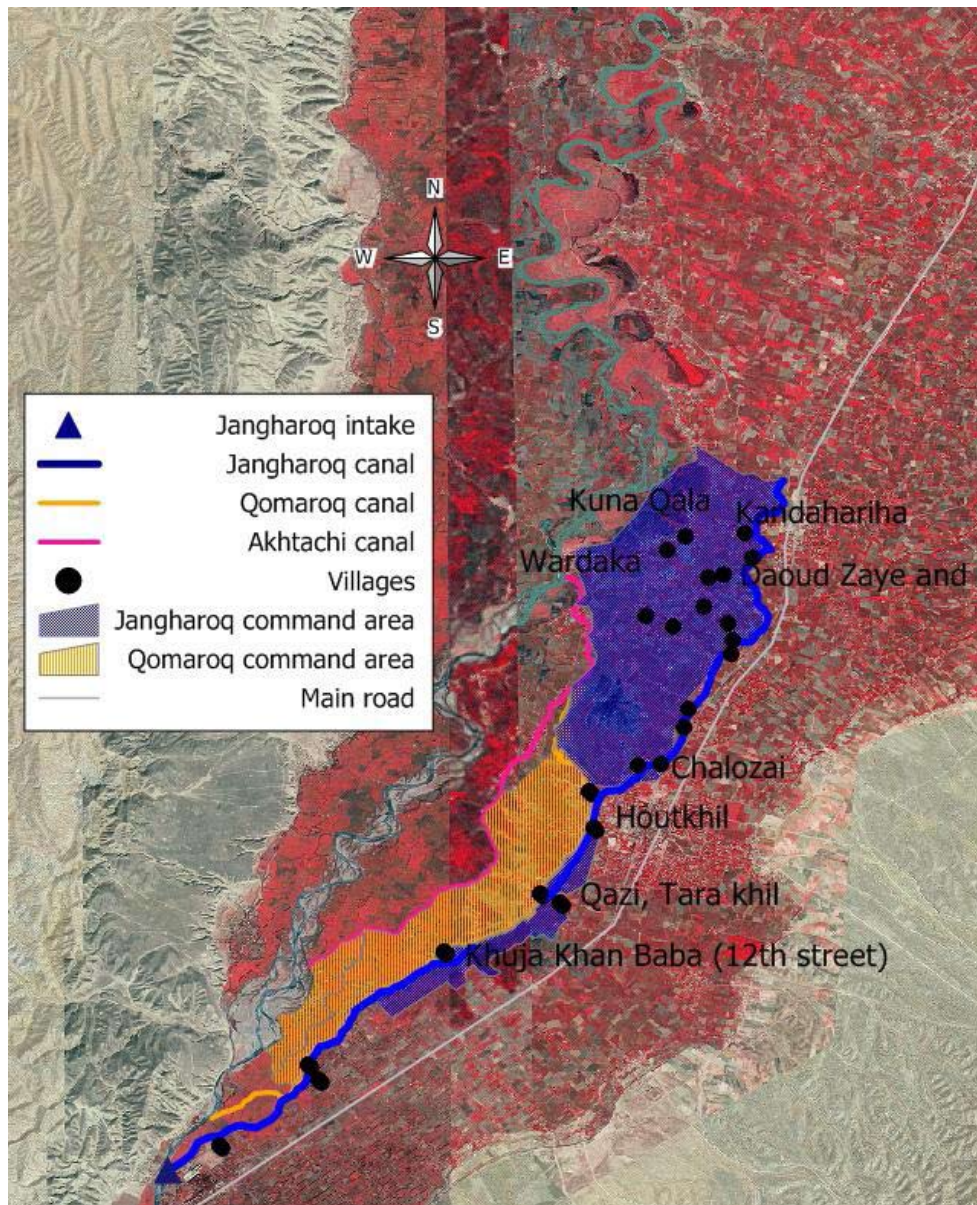 N
W
E
S
Jangharoq intake
Jangharoq canal
Qomaroq canal
Akhtachi canal
Villages
Jangharoq command area
Qomaroq command area
Main road
Kuna Qala
Kandahariha
Wardaka
Daoud Zaye and
Chalozai
Houtkhil
Qazi, Tara khil
Khuja Khan Baba (12th street)